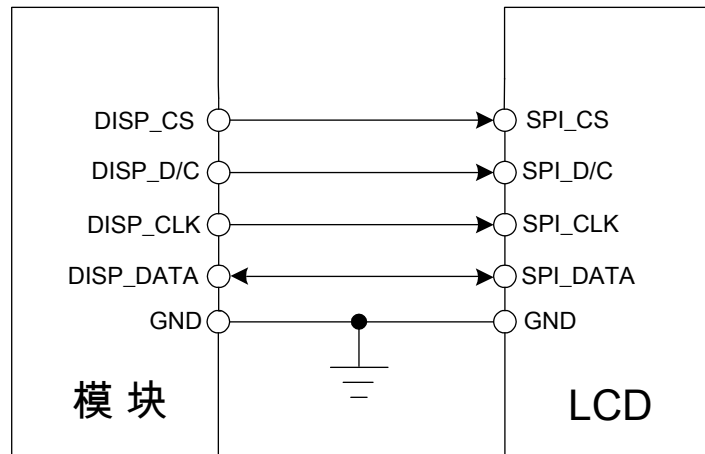 DISP_CS SPI_CS
DISP_D/C SPI_D/C
DISP_CLK SPI_CLK
DISP_DATA SPI_DATA
GND GND
模块 LCD